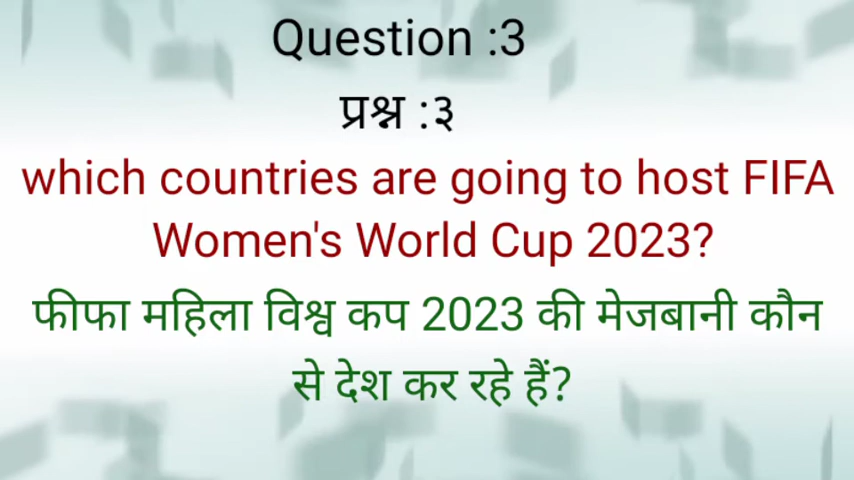 Question :3
प्रश्न :३
which countries are going to host FIFA
Women's World Cup 2023?
फीफा महिला विश्व कप 2023 की मेजबानी कौन
से देश कर रहे हैं?